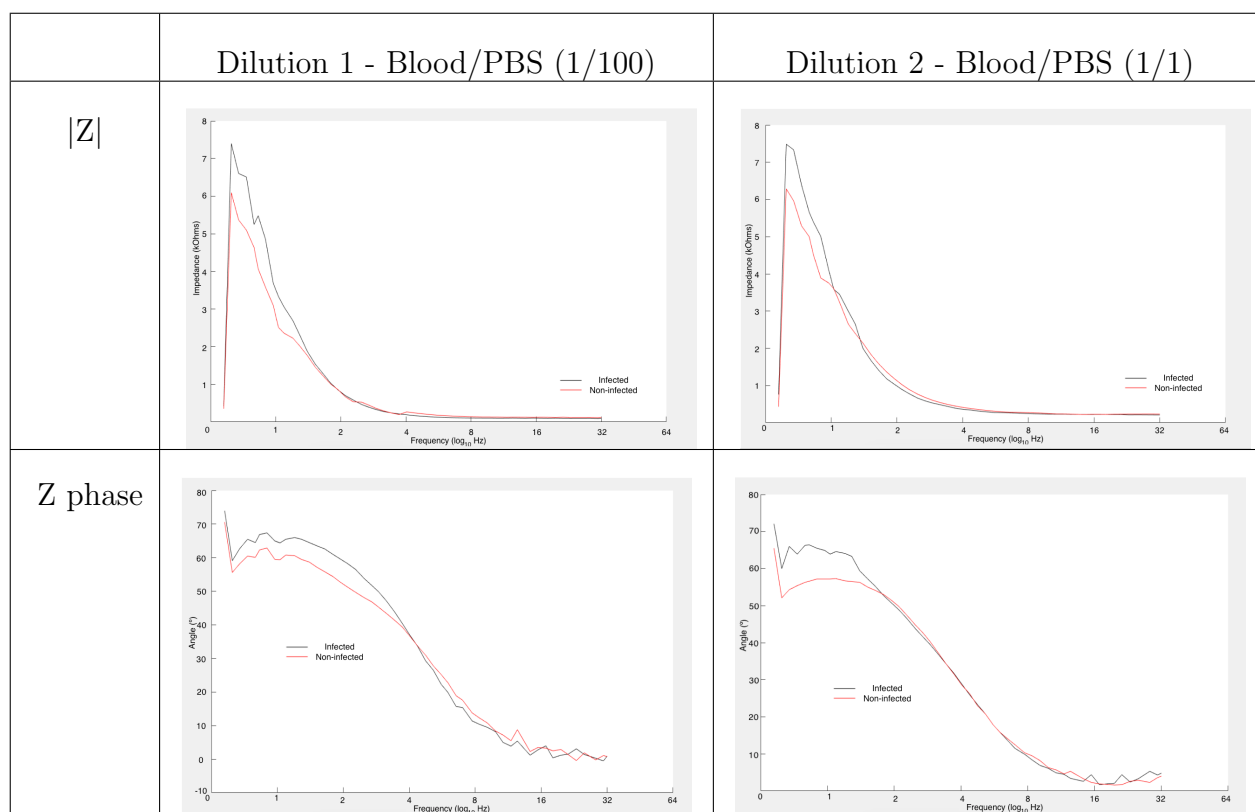 Dilution 1 - Blood/PBS (1/100)
Dilution 2 - Blood/PBS (1/1)
|Z|
8
7
6
5
4
3
2
1
Impedance (kOhms)
Infected
Non-infected
0 1 2 4 8 16 32 64
Frequency (log₁₀ Hz)
8
7
6
5
4
3
2
1
Impedance (kOhms)
Infected
Non-infected
0 1 2 4 8 16 32 64
Frequency (log₁₀ Hz)
Z phase
80
70
60
50
40
30
20
10
0
-10
Angle (º)
Infected
Non-infected
0 1 2 4 8 16 32 64
Frequency (log₁₀ Hz)
80
70
60
50
40
30
20
10
Angle (º)
Infected
Non-infected
0 1 2 4 8 16 32 64
Frequency (log₁₀ Hz)